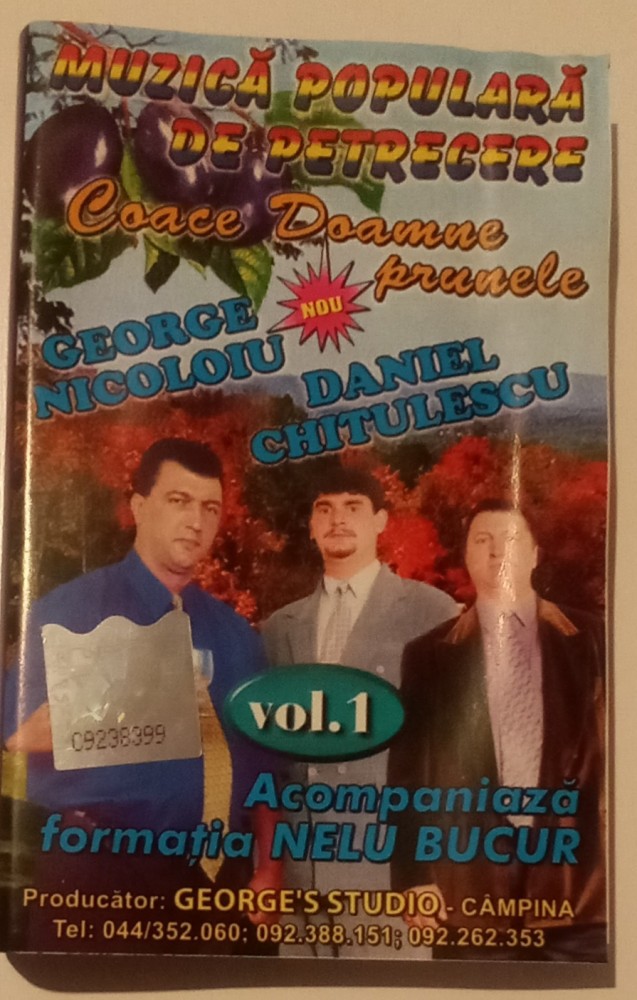 MUZICĂ POPULARĂ
DE PETRECERE
Coace Doamne
prunele
NOU
GEORGE
NICOLOIU
DANIEL
CHITULESCU
vol.1
C9238399
Acompaniază
formația NELU BUCUR
Producător: GEORGE'S STUDIO - CÂMPINA
Tel: 044/352.060; 092.388.151; 092.262.353